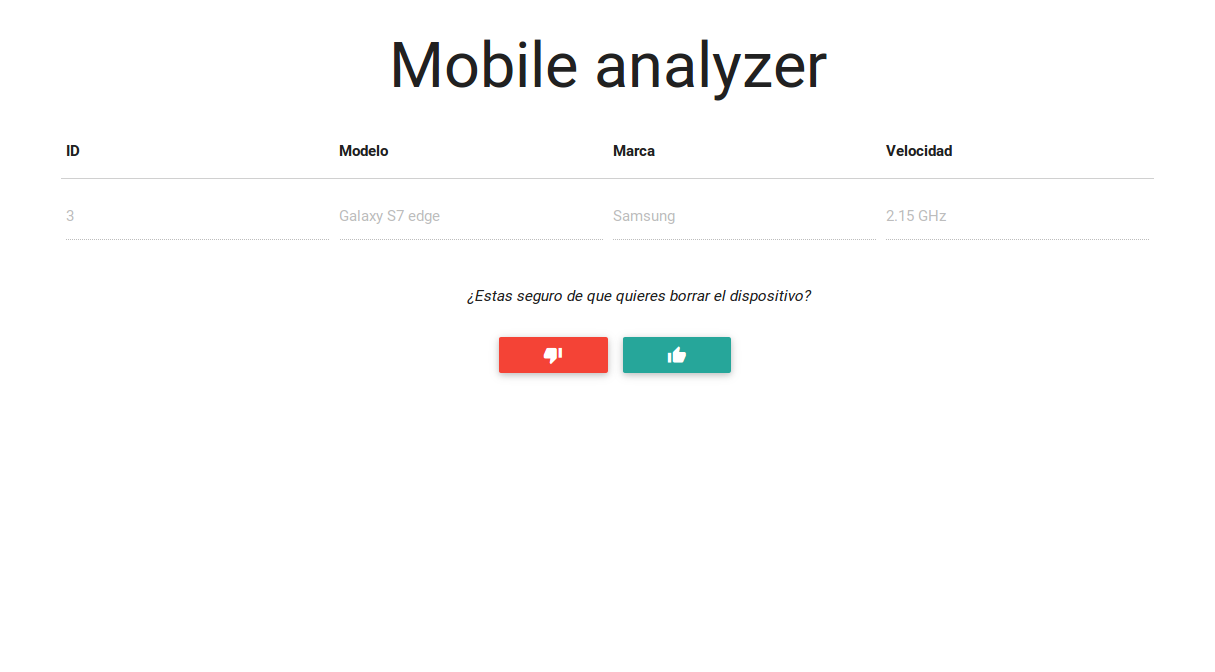 Mobile analyzer
ID Modelo Marca Velocidad
3 Galaxy S7 edge Samsung 2.15 GHz
¿Estas seguro de que quieres borrar el dispositivo?